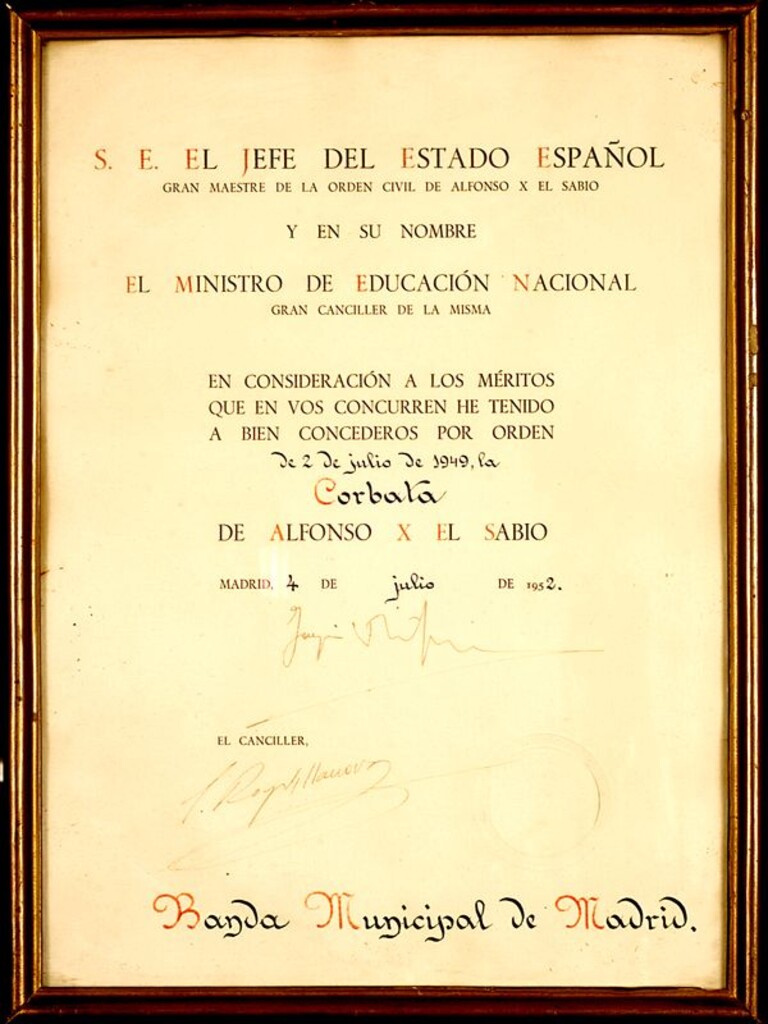 S. E. EL JEFE DEL ESTADO ESPAÑOL
GRAN MAESTRE DE LA ORDEN CIVIL DE ALFONSO X EL SABIO
Y EN SU NOMBRE
EL MINISTRO DE EDUCACIÓN NACIONAL
GRAN CANCILLER DE LA MISMA
EN CONSIDERACIÓN A LOS MÉRITOS
QUE EN VOS CONCURREN HE TENIDO
A BIEN CONCEDEROS POR ORDEN
de 2 de julio de 1949, la
Corbata
DE ALFONSO X EL SABIO
MADRID, 4 DE julio DE 1952.
EL CANCILLER,
Banda Municipal de Madrid.